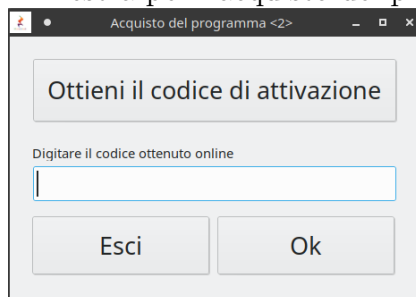 Acquisto del programma <2>
Ottieni il codice di attivazione
Digitare il codice ottenuto online
Esci
Ok